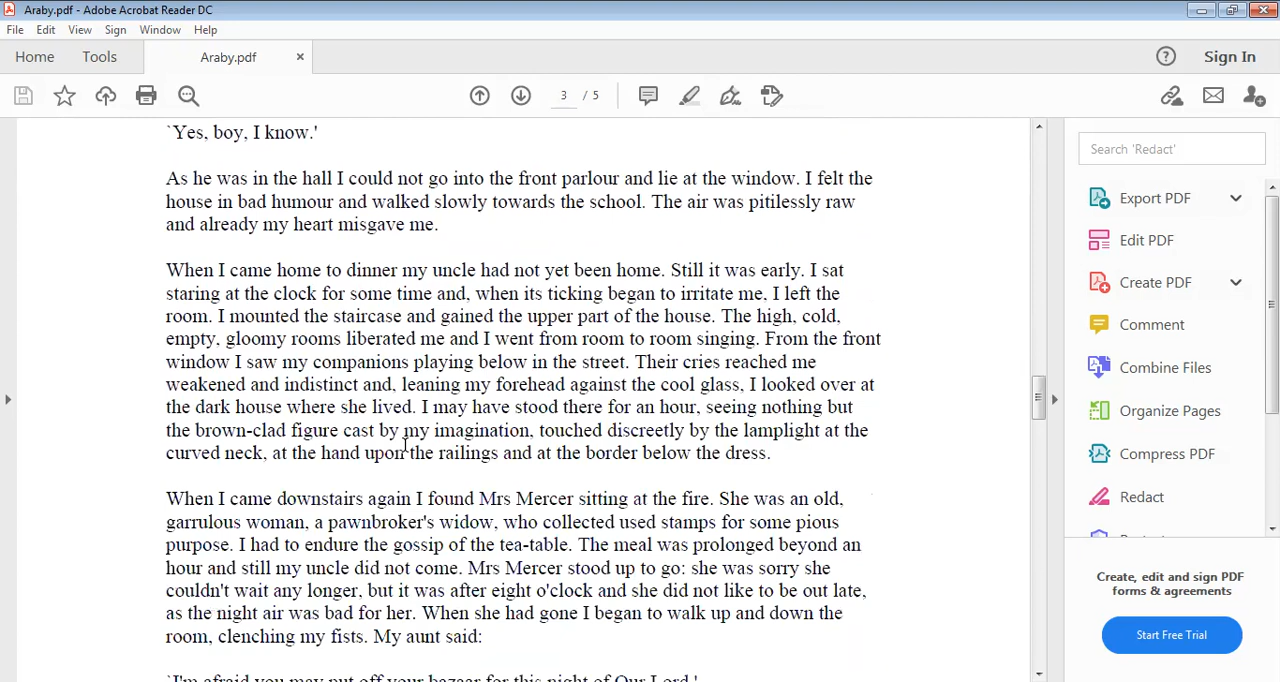 Araby.pdf - Adobe Acrobat Reader DC
File Edit View Sign Window Help
Home Tools Araby.pdf × ? Sign In
3 / 5
`Yes, boy, I know.'
As he was in the hall I could not go into the front parlour and lie at the window. I felt the
house in bad humour and walked slowly towards the school. The air was pitilessly raw
and already my heart misgave me.
When I came home to dinner my uncle had not yet been home. Still it was early. I sat
staring at the clock for some time and, when its ticking began to irritate me, I left the
room. I mounted the staircase and gained the upper part of the house. The high, cold,
empty, gloomy rooms liberated me and I went from room to room singing. From the front
window I saw my companions playing below in the street. Their cries reached me
weakened and indistinct and, leaning my forehead against the cool glass, I looked over at
the dark house where she lived. I may have stood there for an hour, seeing nothing but
the brown-clad figure cast by my imagination, touched discreetly by the lamplight at the
curved neck, at the hand upon the railings and at the border below the dress.
When I came downstairs again I found Mrs Mercer sitting at the fire. She was an old,
garrulous woman, a pawnbroker's widow, who collected used stamps for some pious
purpose. I had to endure the gossip of the tea-table. The meal was prolonged beyond an
hour and still my uncle did not come. Mrs Mercer stood up to go: she was sorry she
couldn't wait any longer, but it was after eight o'clock and she did not like to be out late,
as the night air was bad for her. When she had gone I began to walk up and down the
room, clenching my fists. My aunt said:
`I'm afraid you may put off your bazaar for this night of Our Lord.'
Search 'Redact'
Export PDF
Edit PDF
Create PDF
Comment
Combine Files
Organize Pages
Compress PDF
Redact
Create, edit and sign PDF
forms & agreements
Start Free Trial